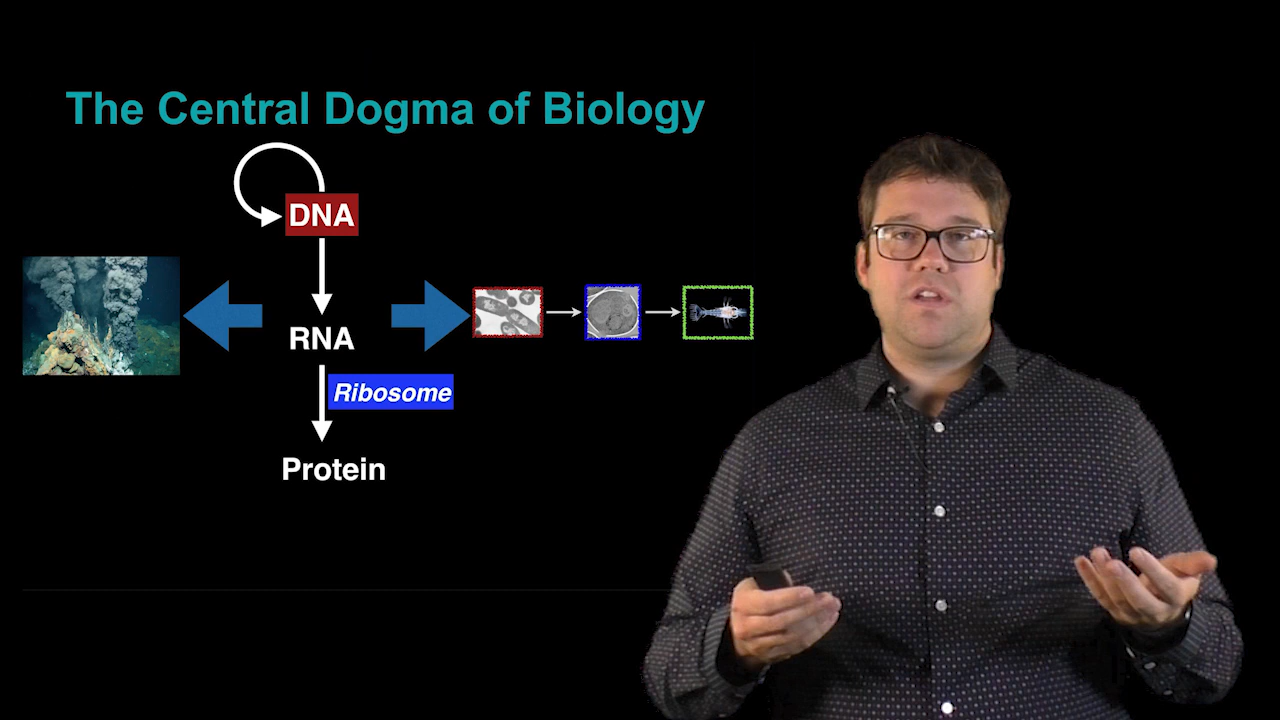 The Central Dogma of Biology
DNA
RNA
Ribosome
Protein